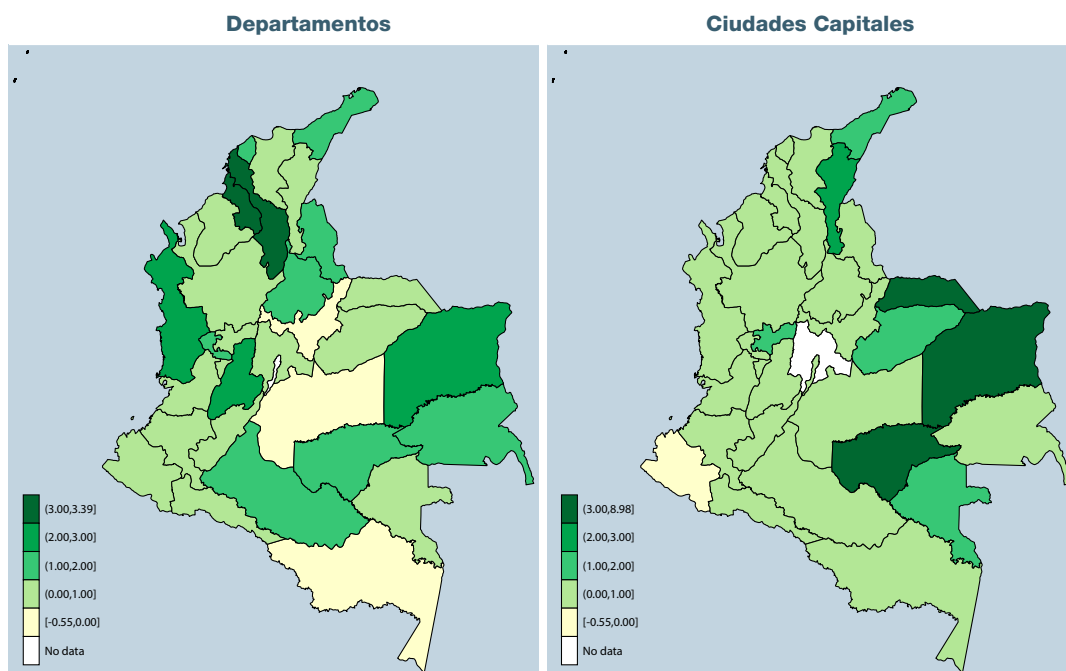 Departamentos
(3.00,3.39]
(2.00,3.00]
(1.00,2.00]
(0.00,1.00]
[-0.55,0.00]
No data
Ciudades Capitales
(3.00,8.98]
(2.00,3.00]
(1.00,2.00]
(0.00,1.00]
[-0.55,0.00]
No data